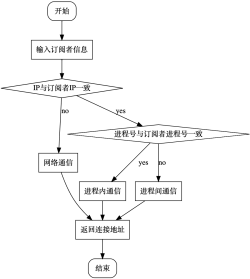 开始
输入订阅者信息
IP与订阅者IP一致
no
yes
进程号与订阅者进程号一致
yes
no
网络通信
进程内通信
进程间通信
返回连接地址
结束